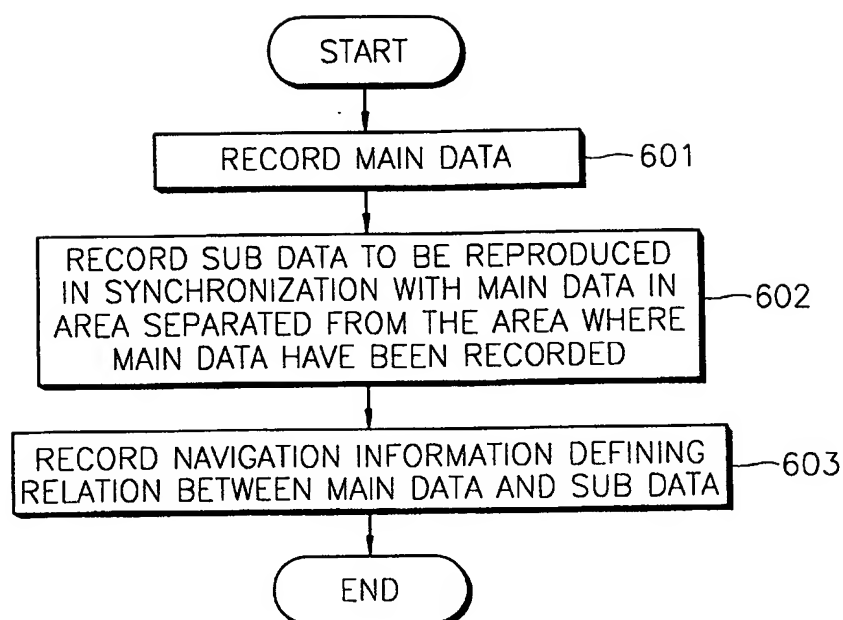 START
RECORD MAIN DATA
601
RECORD SUB DATA TO BE REPRODUCED
IN SYNCHRONIZATION WITH MAIN DATA IN
AREA SEPARATED FROM THE AREA WHERE
MAIN DATA HAVE BEEN RECORDED
602
RECORD NAVIGATION INFORMATION DEFINING
RELATION BETWEEN MAIN DATA AND SUB DATA
603
END